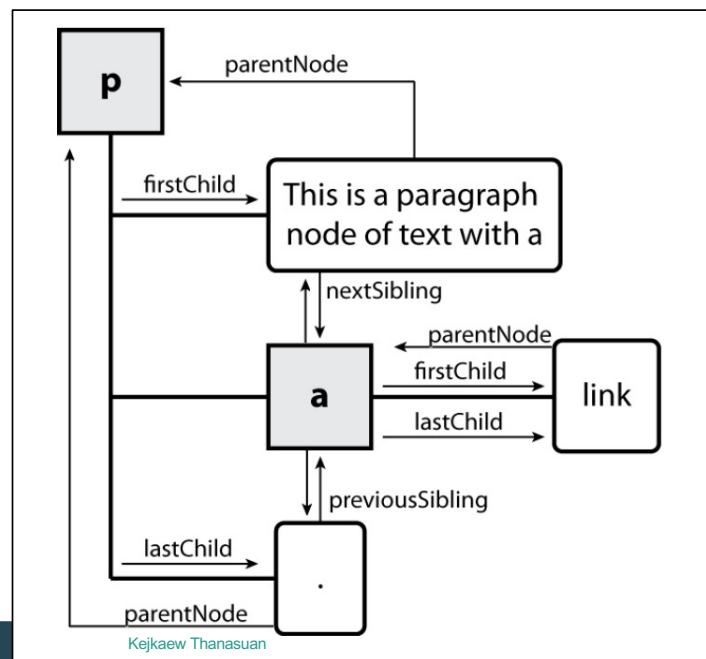 p
parentNode
firstChild
This is a paragraph
node of text with a
nextSibling
parentNode
a
firstChild
link
lastChild
previousSibling
lastChild
.
parentNode
Kejkaew Thanasuan